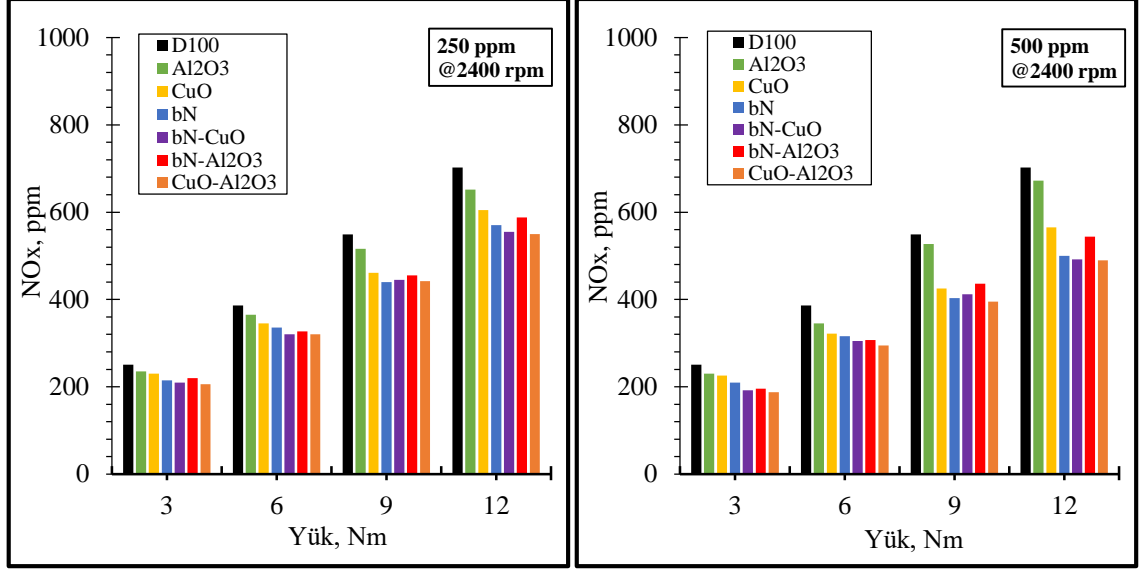 1000
800
600
400
200
0
NOx, ppm
D100
Al2O3
CuO
bN
bN-CuO
bN-Al2O3
CuO-Al2O3
250 ppm
@2400 rpm
3 6 9 12
Yük, Nm
1000
800
600
400
200
0
NOx, ppm
D100
Al2O3
CuO
bN
bN-CuO
bN-Al2O3
CuO-Al2O3
500 ppm
@2400 rpm
3 6 9 12
Yük, Nm